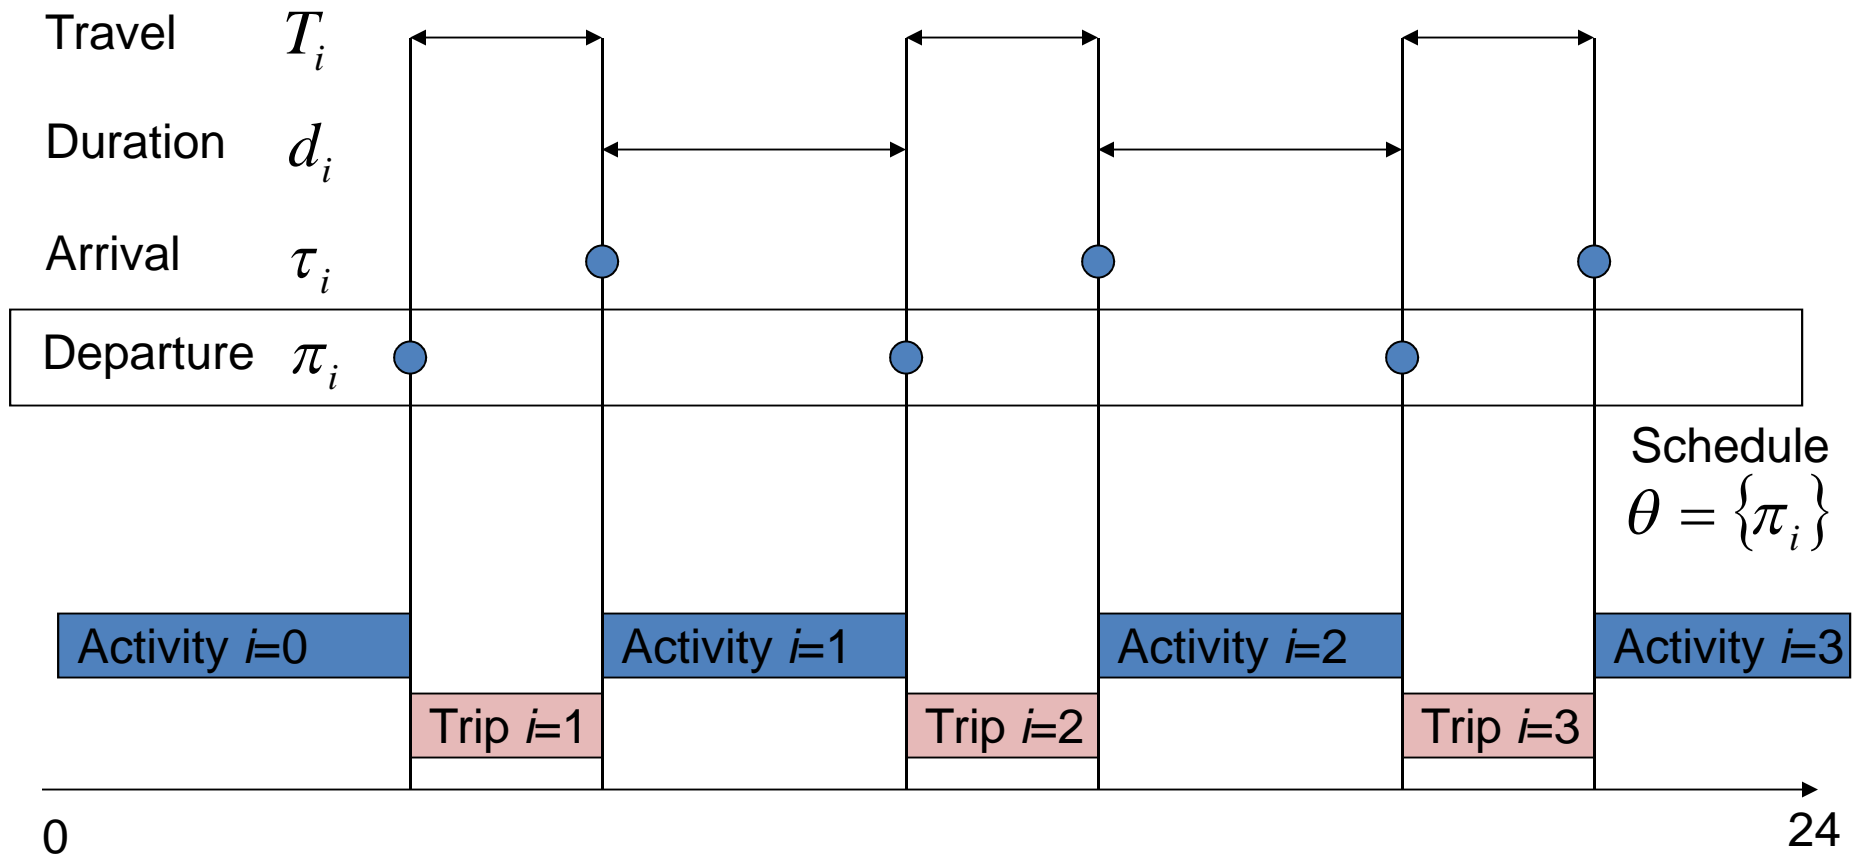 Travel T_i
Duration d_i
Arrival τ_i
Departure π_i
Schedule
θ = {π_i}
Activity i=0
Activity i=1
Activity i=2
Activity i=3
Trip i=1
Trip i=2
Trip i=3
0
24